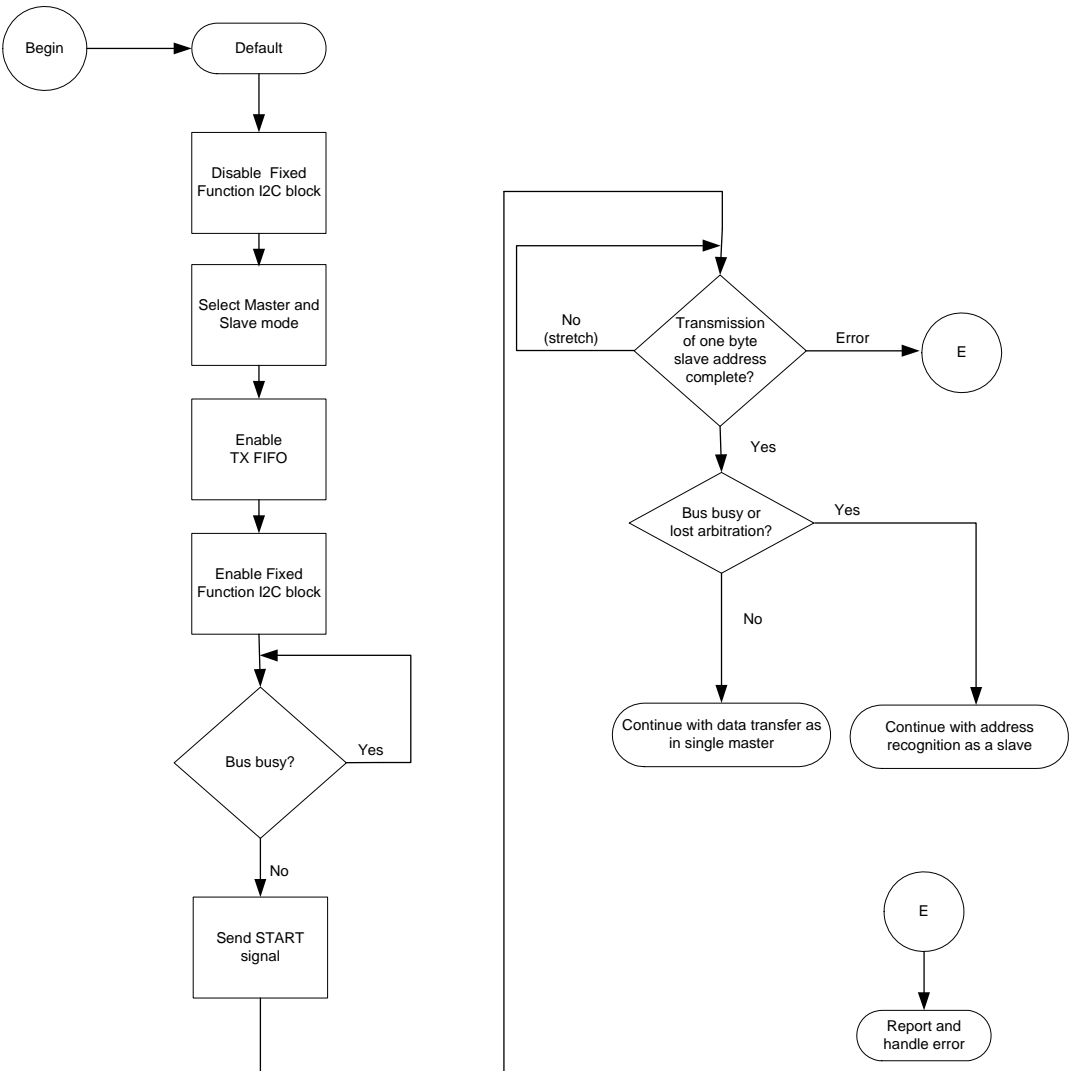 Begin
Default
Disable Fixed
Function I2C block
Select Master and
Slave mode
Enable
TX FIFO
Enable Fixed
Function I2C block
Bus busy?
Yes
No
Send START
signal
No
(stretch)
Transmission
of one byte
slave address
complete?
Error
E
Yes
Bus busy or
lost arbitration?
Yes
No
Continue with data transfer as
in single master
Continue with address
recognition as a slave
E
Report and
handle error